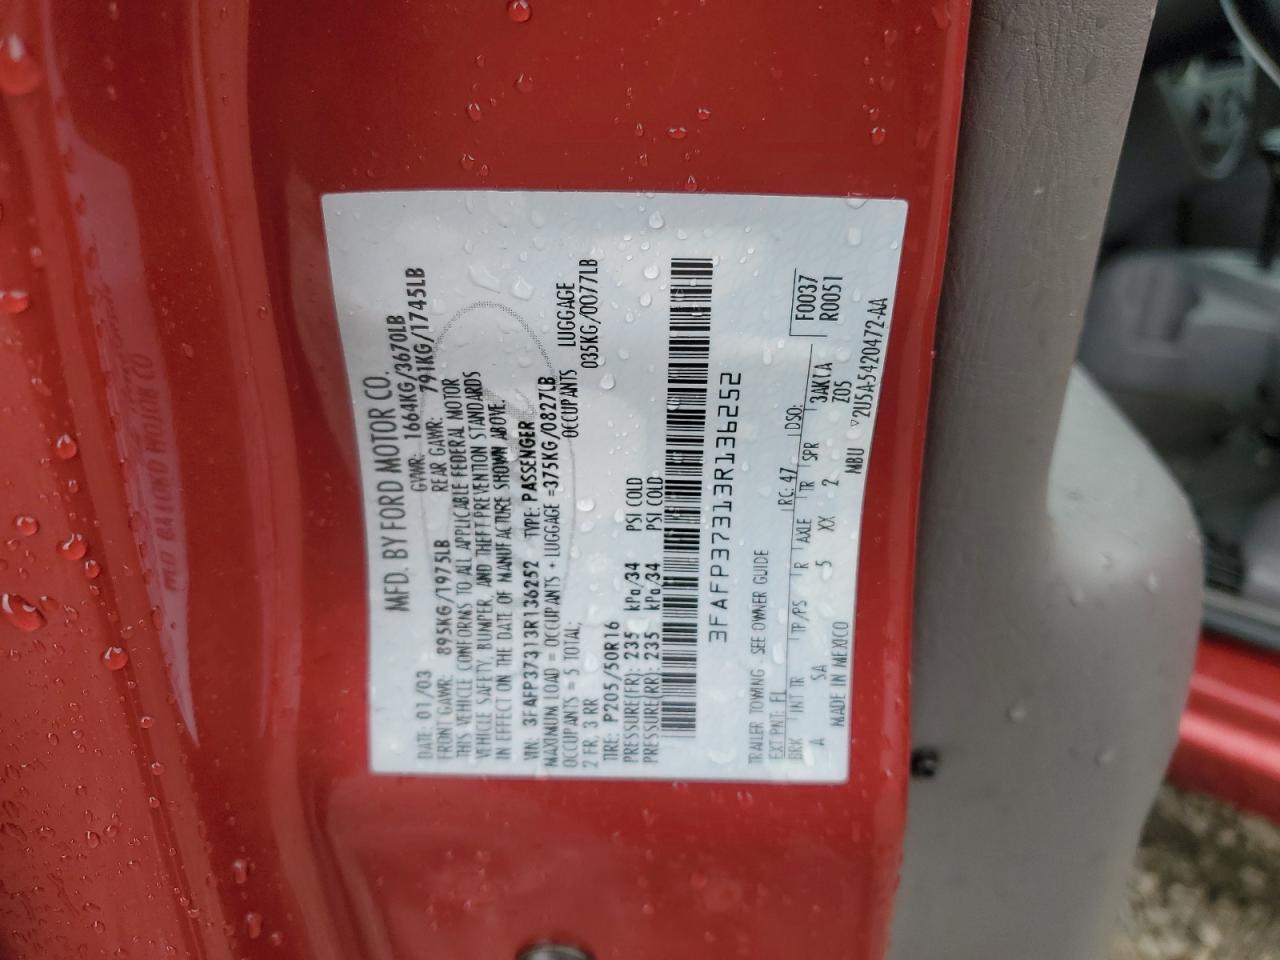 MFD. BY FORD MOTOR CO.
DATE: 01/03 GVWR: 1664KG/3670LB
FRONT GAWR: 895KG/1975LB REAR GAWR: 791KG/1745LB
THIS VEHICLE CONFORMS TO ALL APPLICABLE FEDERAL MOTOR
VEHICLE SAFETY, BUMPER, AND THEFT PREVENTION STANDARDS
IN EFFECT ON THE DATE OF MANUFACTURE SHOWN ABOVE.
VIN: 3FAFP37313R136252 TYPE: PASSENGER
MAXIMUM LOAD = OCCUPANTS + LUGGAGE =375KG/0827LB
OCCUPANTS = 5 TOTAL; OCCUPANTS LUGGAGE
2 FR, 3 RR 035KG/0077LB
TIRE: P205/50R16
PRESSURE(FR): 235 kPa/34 PSI COLD
PRESSURE(RR): 235 kPa/34 PSI COLD
3FAFP37313R136252
TRAILER TOWING - SEE OWNER GUIDE
EXT PNT: FL RC: 47 DSO: F0037
BRK INT TR TP/PS R AXLE TR SPR 3AKCTA R0051
A SA 5 XX 2 Z05
MADE IN MEXICO MBU ▽2U5A-5420472-AA